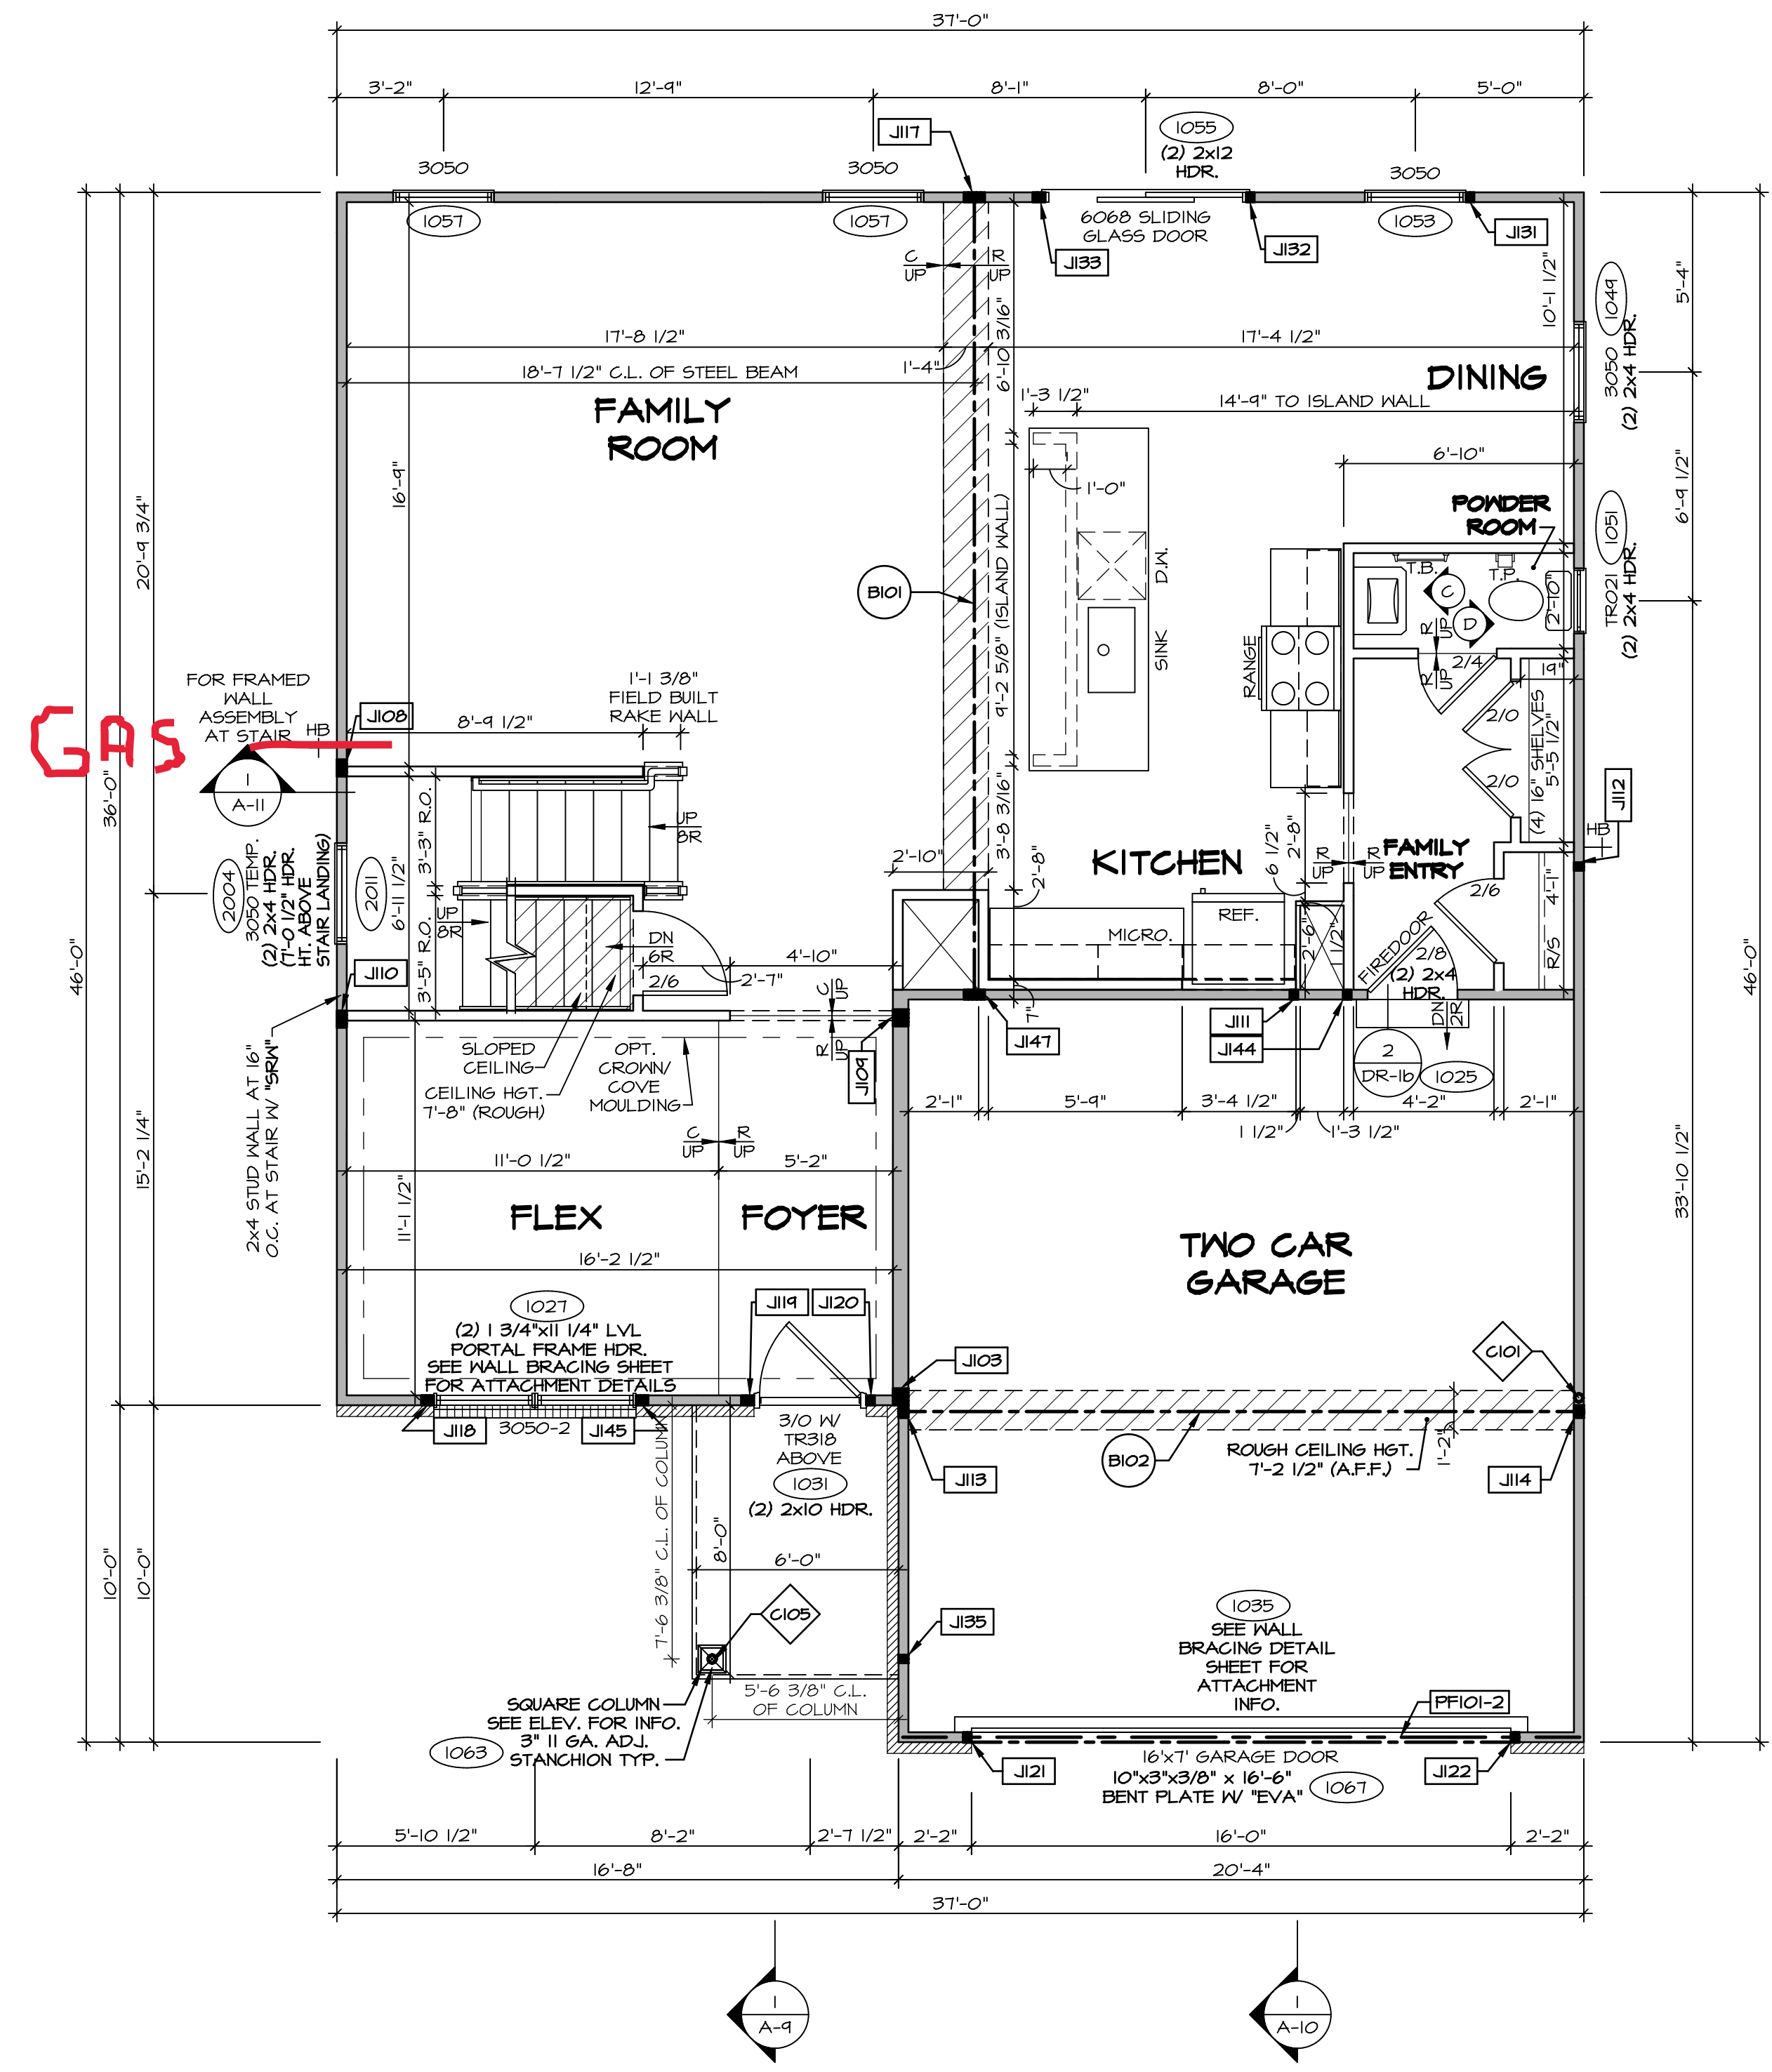 37'-0"
3'-2"
12'-9"
8'-1"
8'-0"
5'-0"
J117
1055
(2) 2x12
HDR.
3050
3050
3050
1057
1057
6068 SLIDING
GLASS DOOR
1053
J131
J133
J132
C
UP
R
UP
10'-1 1/2"
5'-4"
1049
3050
(2) 2x4 HDR.
6'-10 3/16"
17'-8 1/2"
1'-4"
17'-4 1/2"
18'-7 1/2" C.L. OF STEEL BEAM
DINING
FAMILY
ROOM
1'-3 1/2"
14'-9" TO ISLAND WALL
6'-10"
16'-9"
1'-0"
POWDER
ROOM
6'-9 1/2"
1051
TR021
(2) 2x4 HDR.
20'-9 3/4"
9'-2 5/8" (ISLAND WALL)
D.W.
B101
T.B.
T.P.
C
D
2'-10"
R
UP
R
UP
2/4
SINK
RANGE
19"
FOR FRAMED
WALL
ASSEMBLY
AT STAIR
HB
GAS
1
A-11
J108
8'-9 1/2"
1'-1 3/8"
FIELD BUILT
RAKE WALL
2/0
2/0
(4) 16" SHELVES
5'-5 1/2"
J112
HB
36'-0"
3'-3" R.O.
UP
8R
3'-8 3/16"
2'-10"
2'-8"
KITCHEN
6 1/2"
2'-8"
R
UP
R
UP
FAMILY
ENTRY
2004
3050 TEMP.
(2) 2x4 HDR.
(7'-0 1/2" HDR.
HT. ABOVE
STAIR LANDING)
2011
6'-11 1/2"
3'-5" R.O.
UP
8R
DN
6R
2/6
4'-10"
2'-7"
MICRO.
REF.
2'-6"
1/2"
FIREDOOR
2/8
(2) 2x4
HDR.
2/6
4'-1"
R/S
46'-0"
46'-0"
J110
C
UP
R
UP
J109
7"
J147
J111
J144
DN
2R
2
DR-1b
1025
SLOPED
CEILING
OPT.
CROWN/
COVE
MOULDING
CEILING HGT.
7'-8" (ROUGH)
2x4 STUD WALL AT 16"
O.C. AT STAIR W/ "SRW"
2'-1"
5'-9"
3'-4 1/2"
4'-2"
2'-1"
1 1/2"
1'-3 1/2"
C
UP
R
UP
15'-2 1/4"
11'-0 1/2"
5'-2"
11'-1 1/2"
33'-10 1/2"
FLEX
FOYER
TWO CAR
GARAGE
16'-2 1/2"
1027
(2) 1 3/4"x11 1/4" LVL
PORTAL FRAME HDR.
SEE WALL BRACING SHEET
FOR ATTACHMENT DETAILS
J119
J120
J103
C101
J118
3050-2
J145
3/0 W/
TR318
ABOVE
1031
(2) 2x10 HDR.
J113
B102
ROUGH CEILING HGT.
7'-2 1/2" (A.F.F.)
1'-2"
J114
7'-6 3/8" C.L. OF COLUMN
8'-0"
6'-0"
10'-0"
10'-0"
C105
J135
1035
SEE WALL
BRACING DETAIL
SHEET FOR
ATTACHMENT
INFO.
SQUARE COLUMN
SEE ELEV. FOR INFO.
3" 11 GA. ADJ.
STANCHION TYP.
1063
5'-6 3/8" C.L.
OF COLUMN
PF101-2
J121
16'x7' GARAGE DOOR
10"x3"x3/8" x 16'-6"
BENT PLATE W/ "EVA"
1067
J122
5'-10 1/2"
8'-2"
2'-7 1/2"
2'-2"
16'-0"
2'-2"
16'-8"
20'-4"
37'-0"
1
A-9
1
A-10